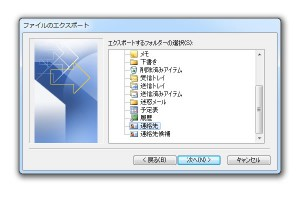 ファイルのエクスポート
エクスポートするフォルダーの選択(S):
メモ
下書き
削除済みアイテム
受信トレイ
送信トレイ
送信済みアイテム
迷惑メール
予定表
履歴
連絡先
連絡先候補
< 戻る(B)
次へ(N) >
キャンセル